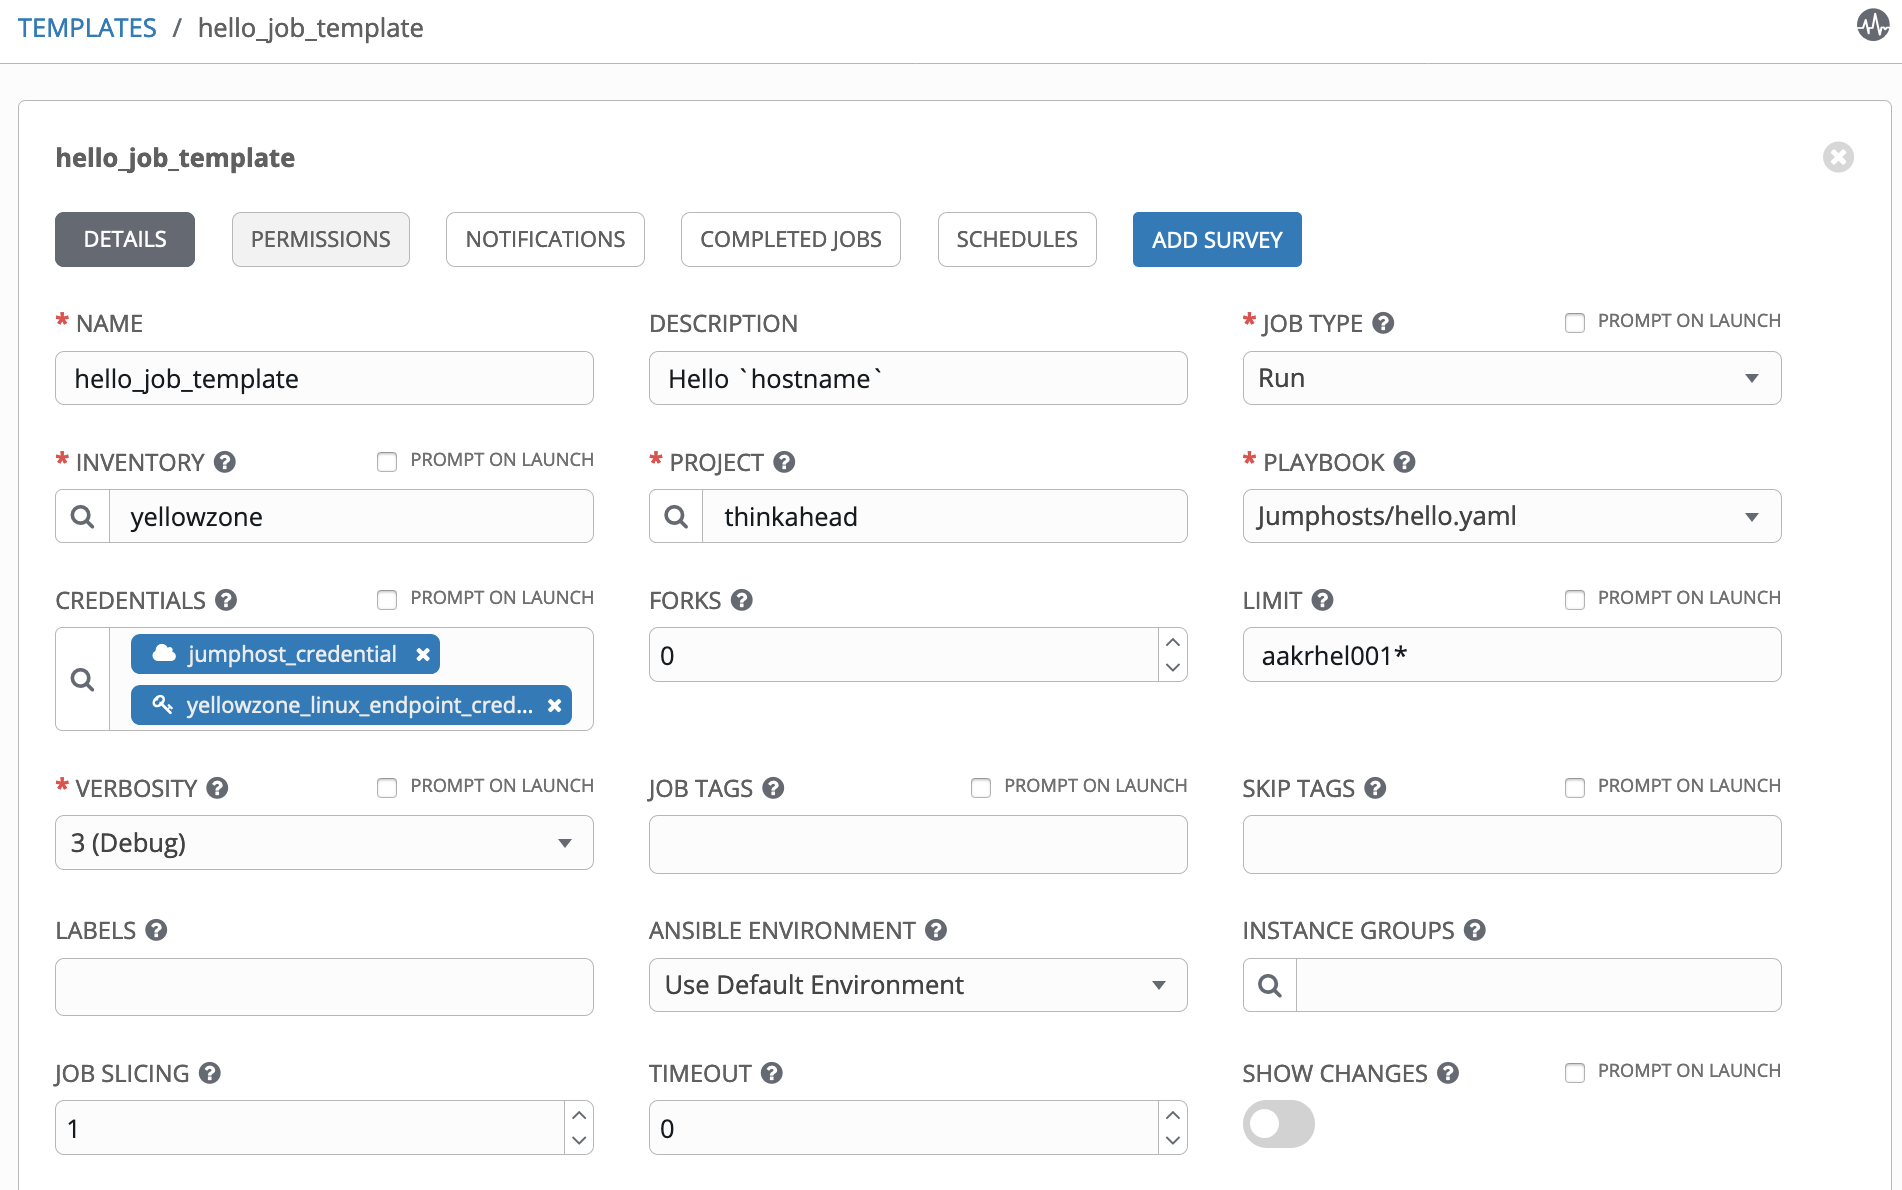 TEMPLATES / hello_job_template
hello_job_template
DETAILS PERMISSIONS NOTIFICATIONS COMPLETED JOBS SCHEDULES ADD SURVEY
* NAME DESCRIPTION * JOB TYPE ? PROMPT ON LAUNCH
hello_job_template Hello `hostname` Run
* INVENTORY ? PROMPT ON LAUNCH * PROJECT ? * PLAYBOOK ?
yellowzone thinkahead Jumphosts/hello.yaml
CREDENTIALS ? PROMPT ON LAUNCH FORKS ? LIMIT ? PROMPT ON LAUNCH
jumphost_credential 0 aakrhel001*
yellowzone_linux_endpoint_cred...
* VERBOSITY ? PROMPT ON LAUNCH JOB TAGS ? PROMPT ON LAUNCH SKIP TAGS ? PROMPT ON LAUNCH
3 (Debug)
LABELS ? ANSIBLE ENVIRONMENT ? INSTANCE GROUPS ?
Use Default Environment
JOB SLICING ? TIMEOUT ? SHOW CHANGES ? PROMPT ON LAUNCH
1 0